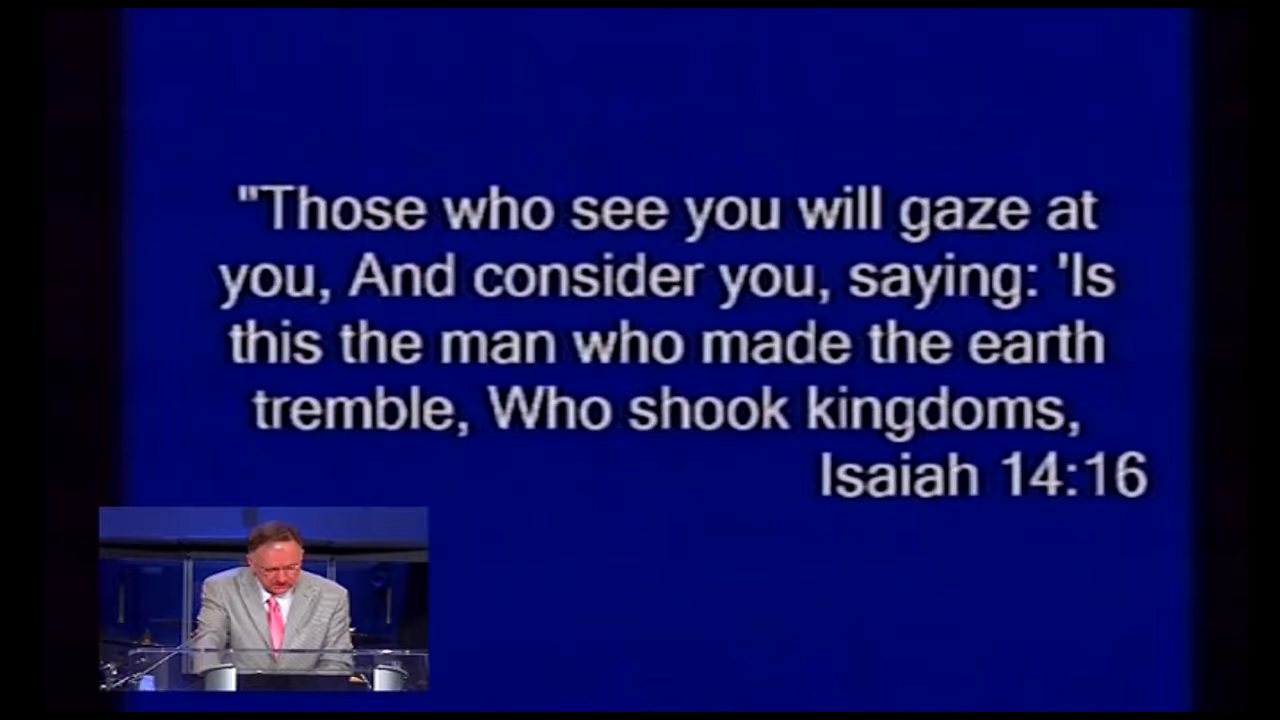 "Those who see you will gaze at
you, And consider you, saying: 'Is
this the man who made the earth
tremble, Who shook kingdoms,
Isaiah 14:16